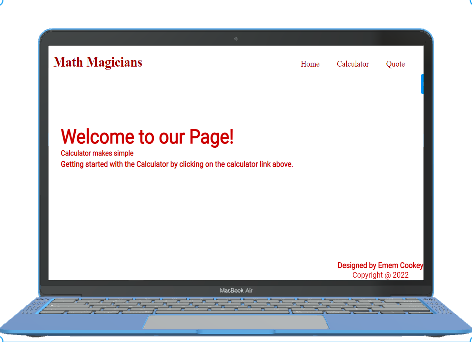 Math Magicians
Home Calculator Quote
Welcome to our Page!
Calculator makes simple
Getting started with the Calculator by clicking on the calculator link above.
Designed by Emem Cookey
Copyright @ 2022
MacBook Air